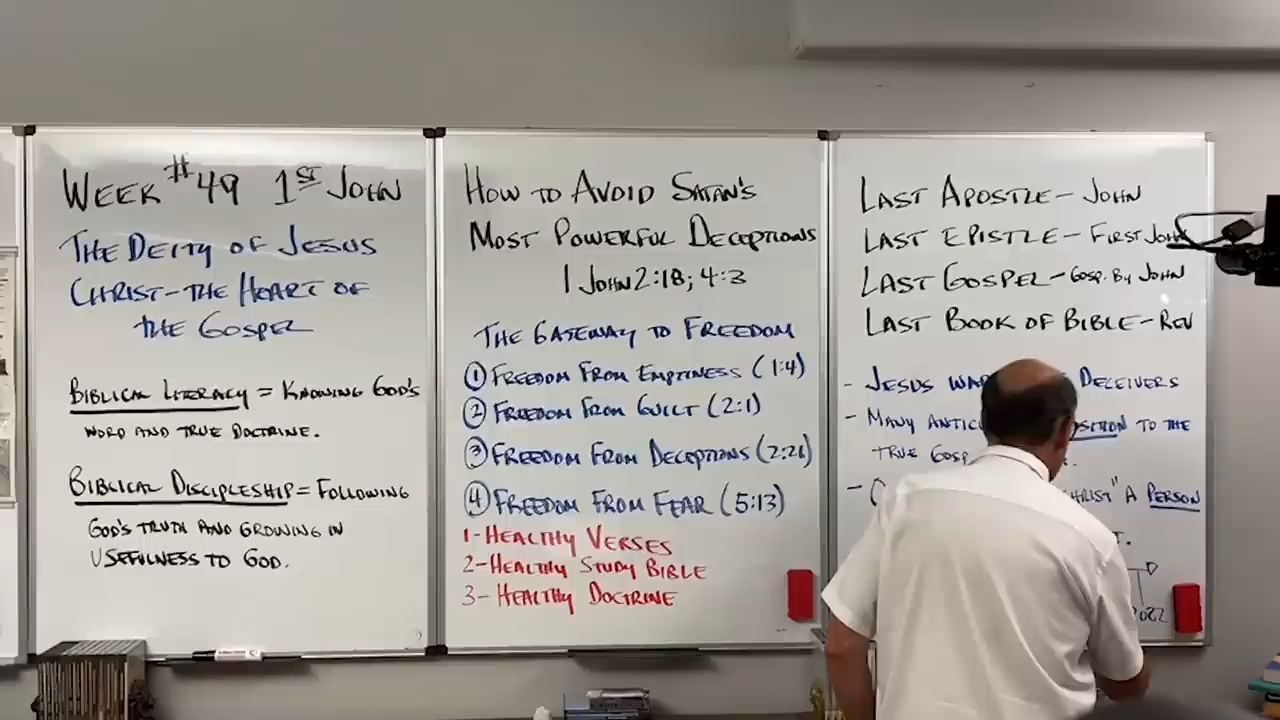 WEEK #49 1ST JOHN
THE DEITY OF JESUS
CHRIST-THE HEART OF
THE GOSPEL
BIBLICAL LITERACY = KNOWING GOD'S
WORD AND TRUE DOCTRINE.
BIBLICAL DISCIPLESHIP = FOLLOWING
GOD'S TRUTH AND GROWING IN
USEFULNESS TO GOD.
HOW TO AVOID SATAN'S
MOST POWERFUL DECEPTIONS
1 JOHN 2:18; 4:3
THE GATEWAY TO FREEDOM
① FREEDOM FROM EMPTINESS (1:4)
② FREEDOM FROM GUILT (2:1)
③ FREEDOM FROM DECEPTIONS (2:26)
④ FREEDOM FROM FEAR (5:13)
1-HEALTHY VERSES
2-HEALTHY STUDY BIBLE
3-HEALTHY DOCTRINE
LAST APOSTLE-JOHN
LAST EPISTLE-FIRST JOHN
LAST GOSPEL-GOSP. BY JOHN
LAST BOOK OF BIBLE-REV
- JESUS DECEIVERS
- MANY TO THE
TRUE
- CHRIST" A PERSON
2022